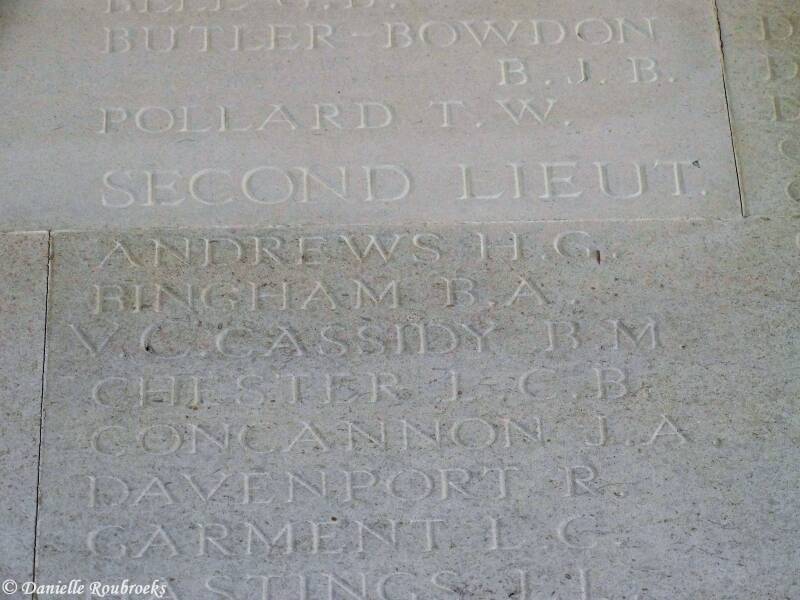 BUTLER-BOWDON
B.J.B.
POLLARD T.W.
SECOND LIEUT.
ANDREWS H.G.
BINGHAM B.A.
V.C. CASSIDY B M
CHESTER L.C.B.
CONCANNON J.A
DAVENPORT R
GARMENT L C
© Danielle Roubroeks